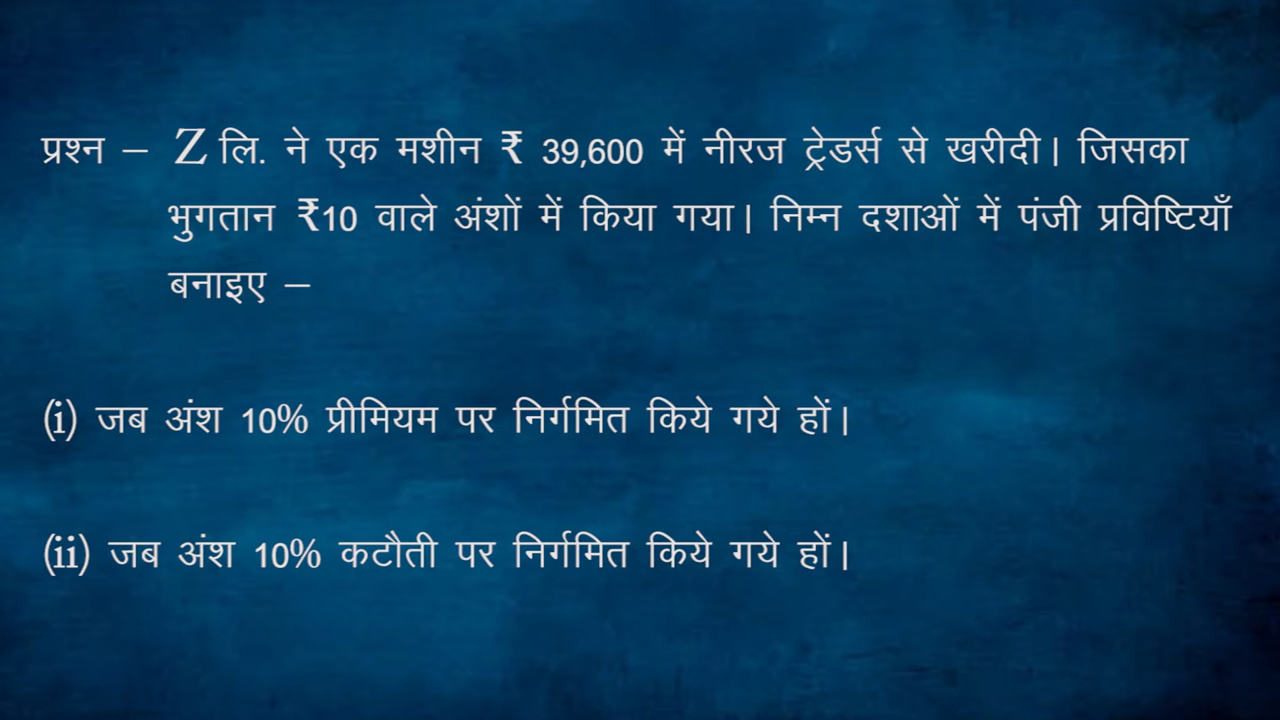 प्रश्न – Z लि. ने एक मशीन ₹ 39,600 में नीरज ट्रेडर्स से खरीदी। जिसका
भुगतान ₹10 वाले अंशों में किया गया। निम्न दशाओं में पंजी प्रविष्टियाँ
बनाइए –
(i) जब अंश 10% प्रीमियम पर निर्गमित किये गये हों।
(ii) जब अंश 10% कटौती पर निर्गमित किये गये हों।